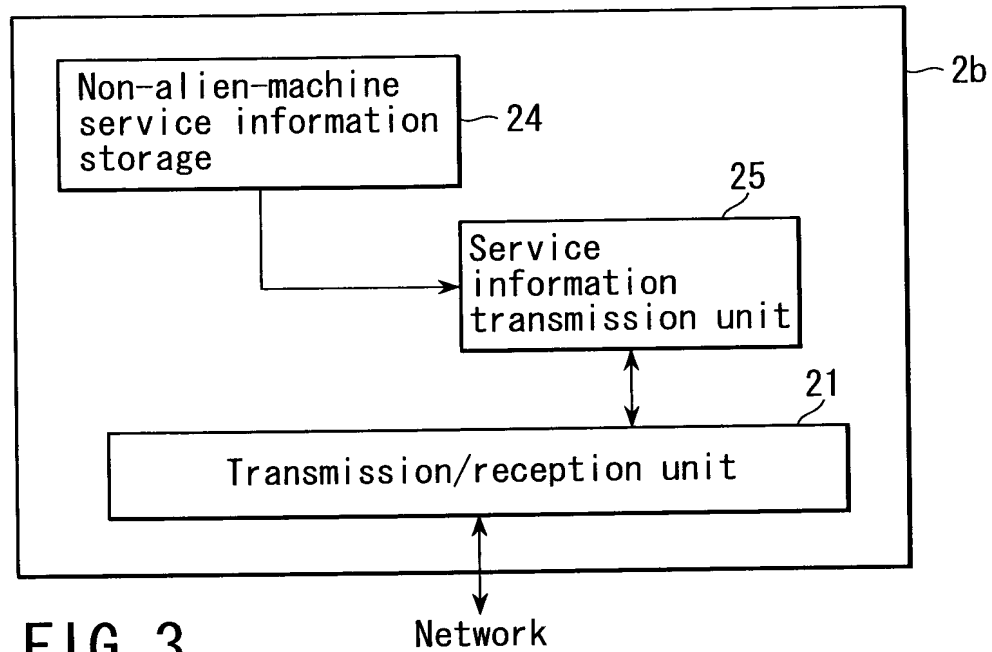 2b
Non-alien-machine
service information
storage
24
25
Service
information
transmission unit
21
Transmission/reception unit
Network
FIG. 3